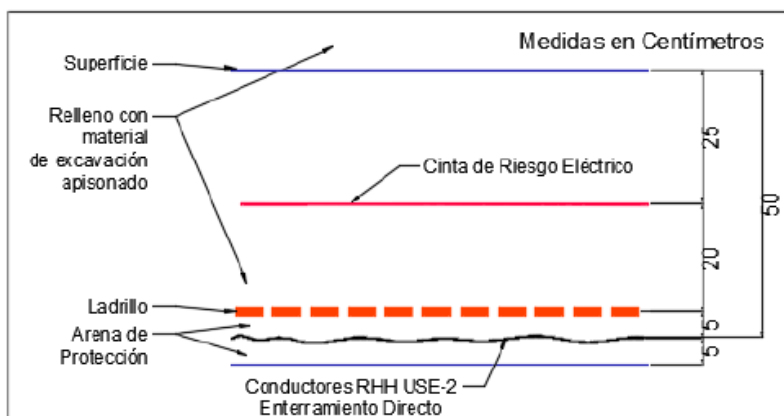 Medidas en Centímetros
Superficie
Relleno con
material
de excavación
apisonado
25
Cinta de Riesgo Eléctrico
50
20
Ladrillo
Arena de
Protección
5
5
Conductores RHH USE-2
Enterramiento Directo